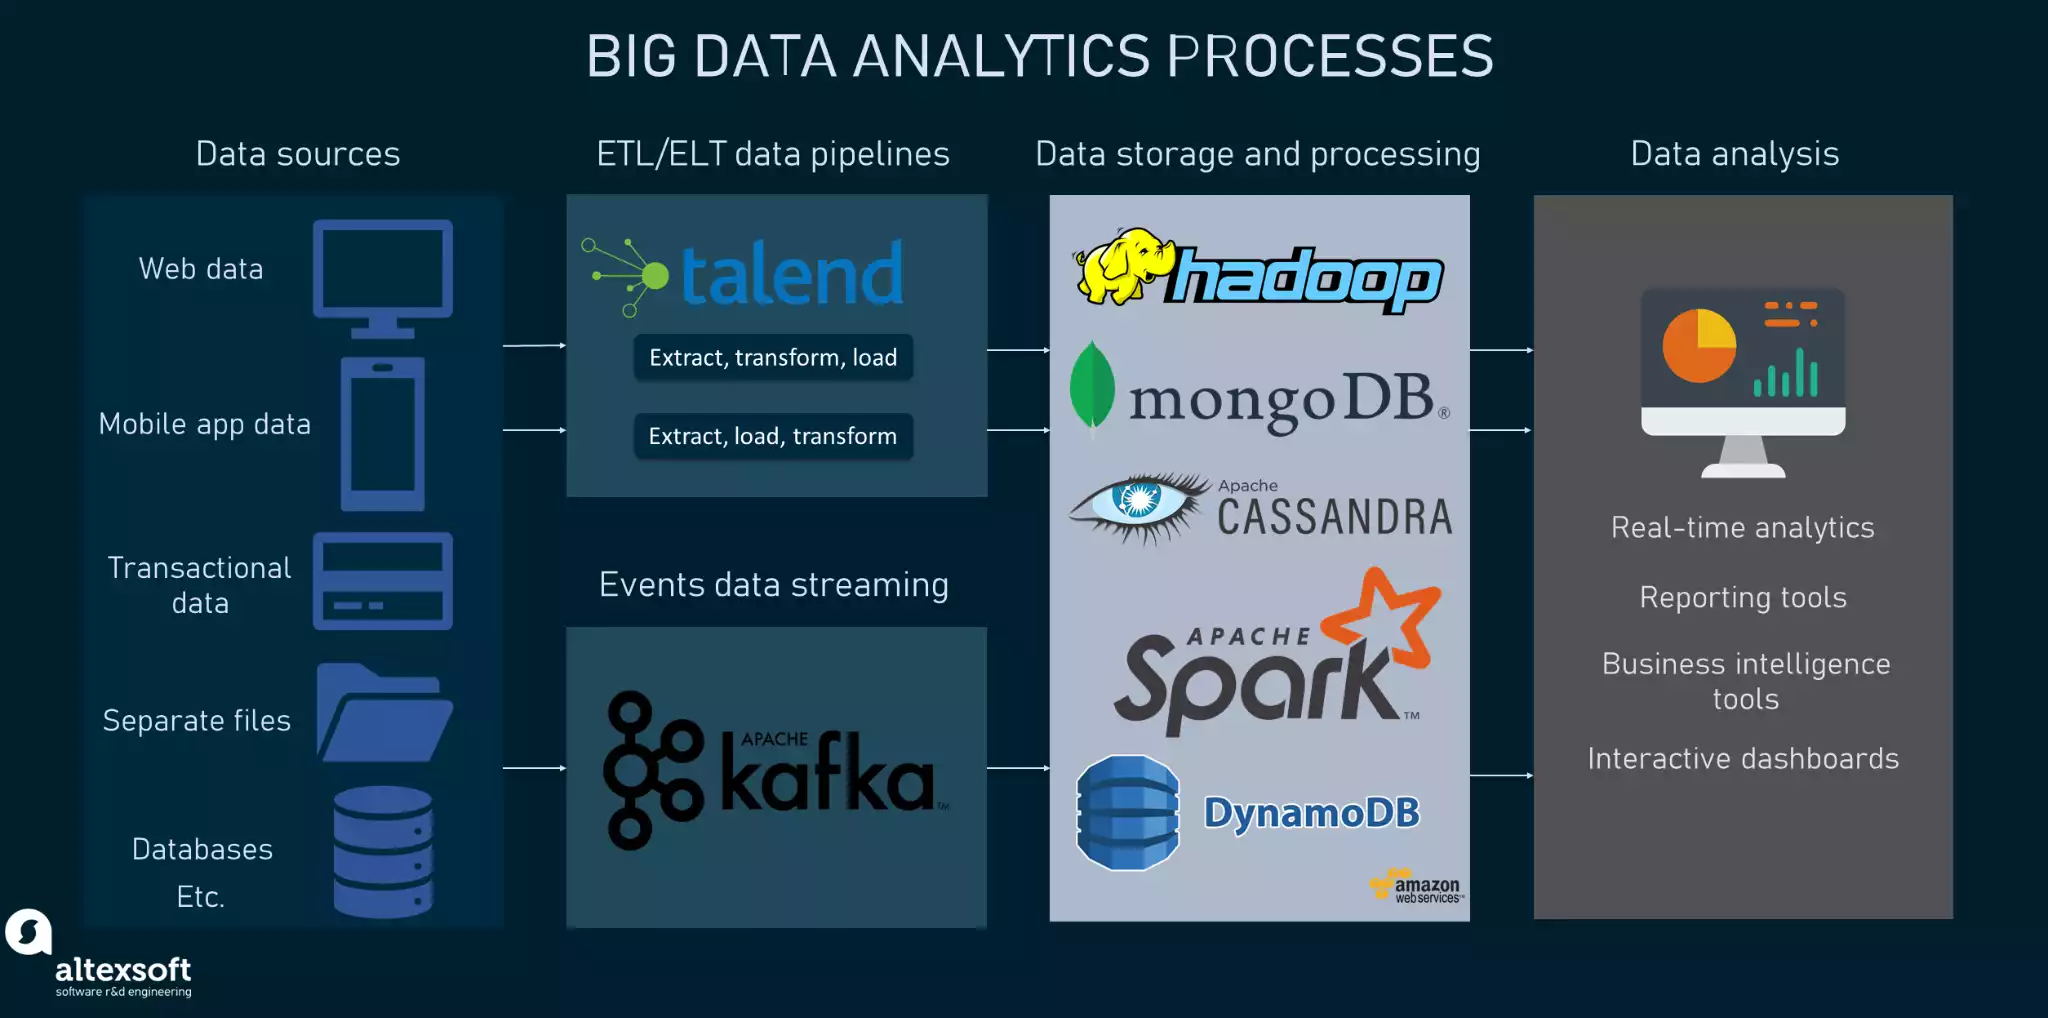 BIG DATA ANALYTICS PROCESSES
Data sources
Web data
Mobile app data
Transactional
data
Separate files
Databases
Etc.
ETL/ELT data pipelines
talend
Extract, transform, load
Extract, load, transform
Events data streaming
APACHE
kafka™
Data storage and processing
hadoop
mongoDB®
Apache
CASSANDRA
APACHE
Spark™
DynamoDB
amazon
web services™
Data analysis
Real-time analytics
Reporting tools
Business intelligence
tools
Interactive dashboards
altexsoft
software r&d engineering